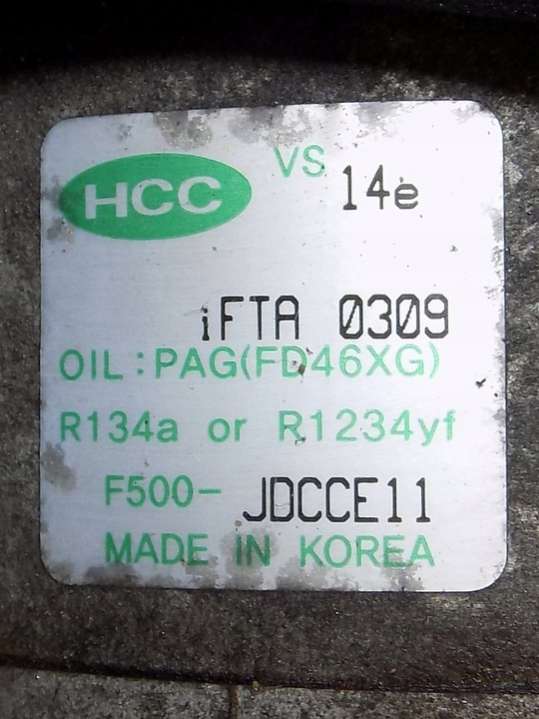 HCC VS 14e
iFTA 0309
OIL : PAG(FD46XG)
R134a or R1234yf
F500- JDCCE11
MADE IN KOREA